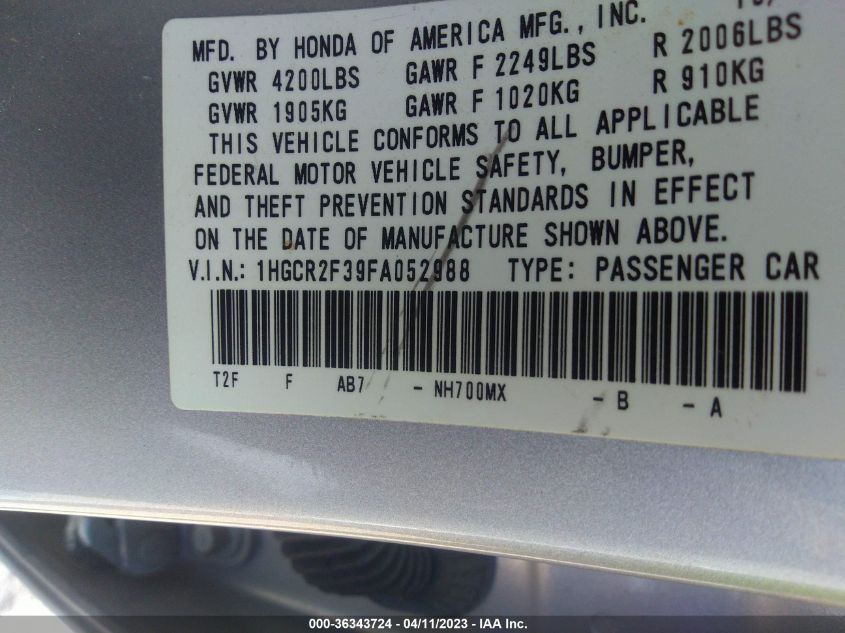 MFD. BY HONDA OF AMERICA MFG., INC.
GVWR 4200LBS GAWR F 2249LBS R 2006LBS
GVWR 1905KG GAWR F 1020KG R 910KG
THIS VEHICLE CONFORMS TO ALL APPLICABLE
FEDERAL MOTOR VEHICLE SAFETY, BUMPER,
AND THEFT PREVENTION STANDARDS IN EFFECT
ON THE DATE OF MANUFACTURE SHOWN ABOVE.
V.I.N.: 1HGCR2F39FA052988 TYPE: PASSENGER CAR
T2F F AB7 - NH700MX - B - A
000-36343724 - 04/11/2023 - IAA Inc.